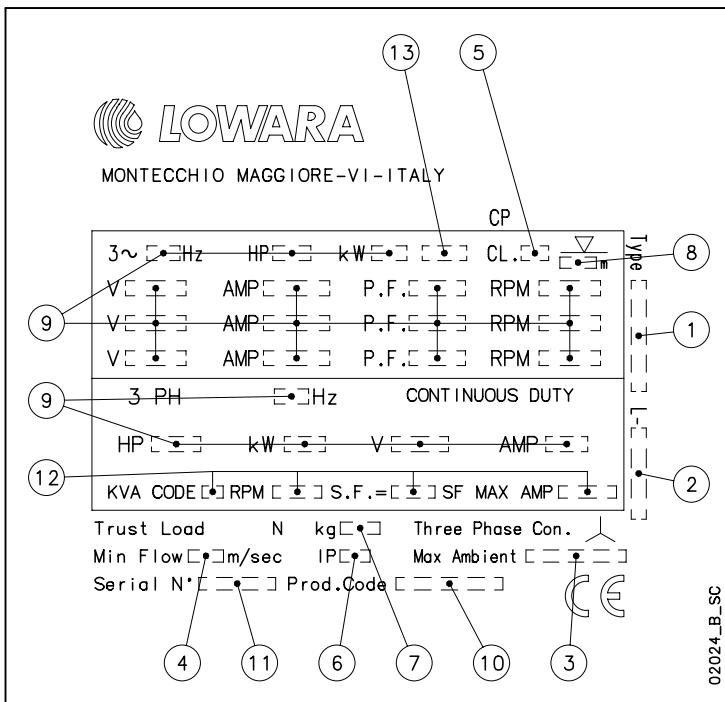 13 5
LOWARA
MONTECCHIO MAGGIORE-VI-ITALY
CP
3~ Hz HP kW CL. m
8
V AMP P.F. RPM
9
V AMP P.F. RPM
V AMP P.F. RPM
Type
1
9
3 PH Hz CONTINUOUS DUTY
HP kW V AMP
L-
2
12
KVA CODE RPM S.F.= SF MAX AMP
Trust Load N kg Three Phase Con.
Min Flow m/sec IP Max Ambient
Serial N° Prod.Code CE
4 11 6 7 10 3
02024_B_SC